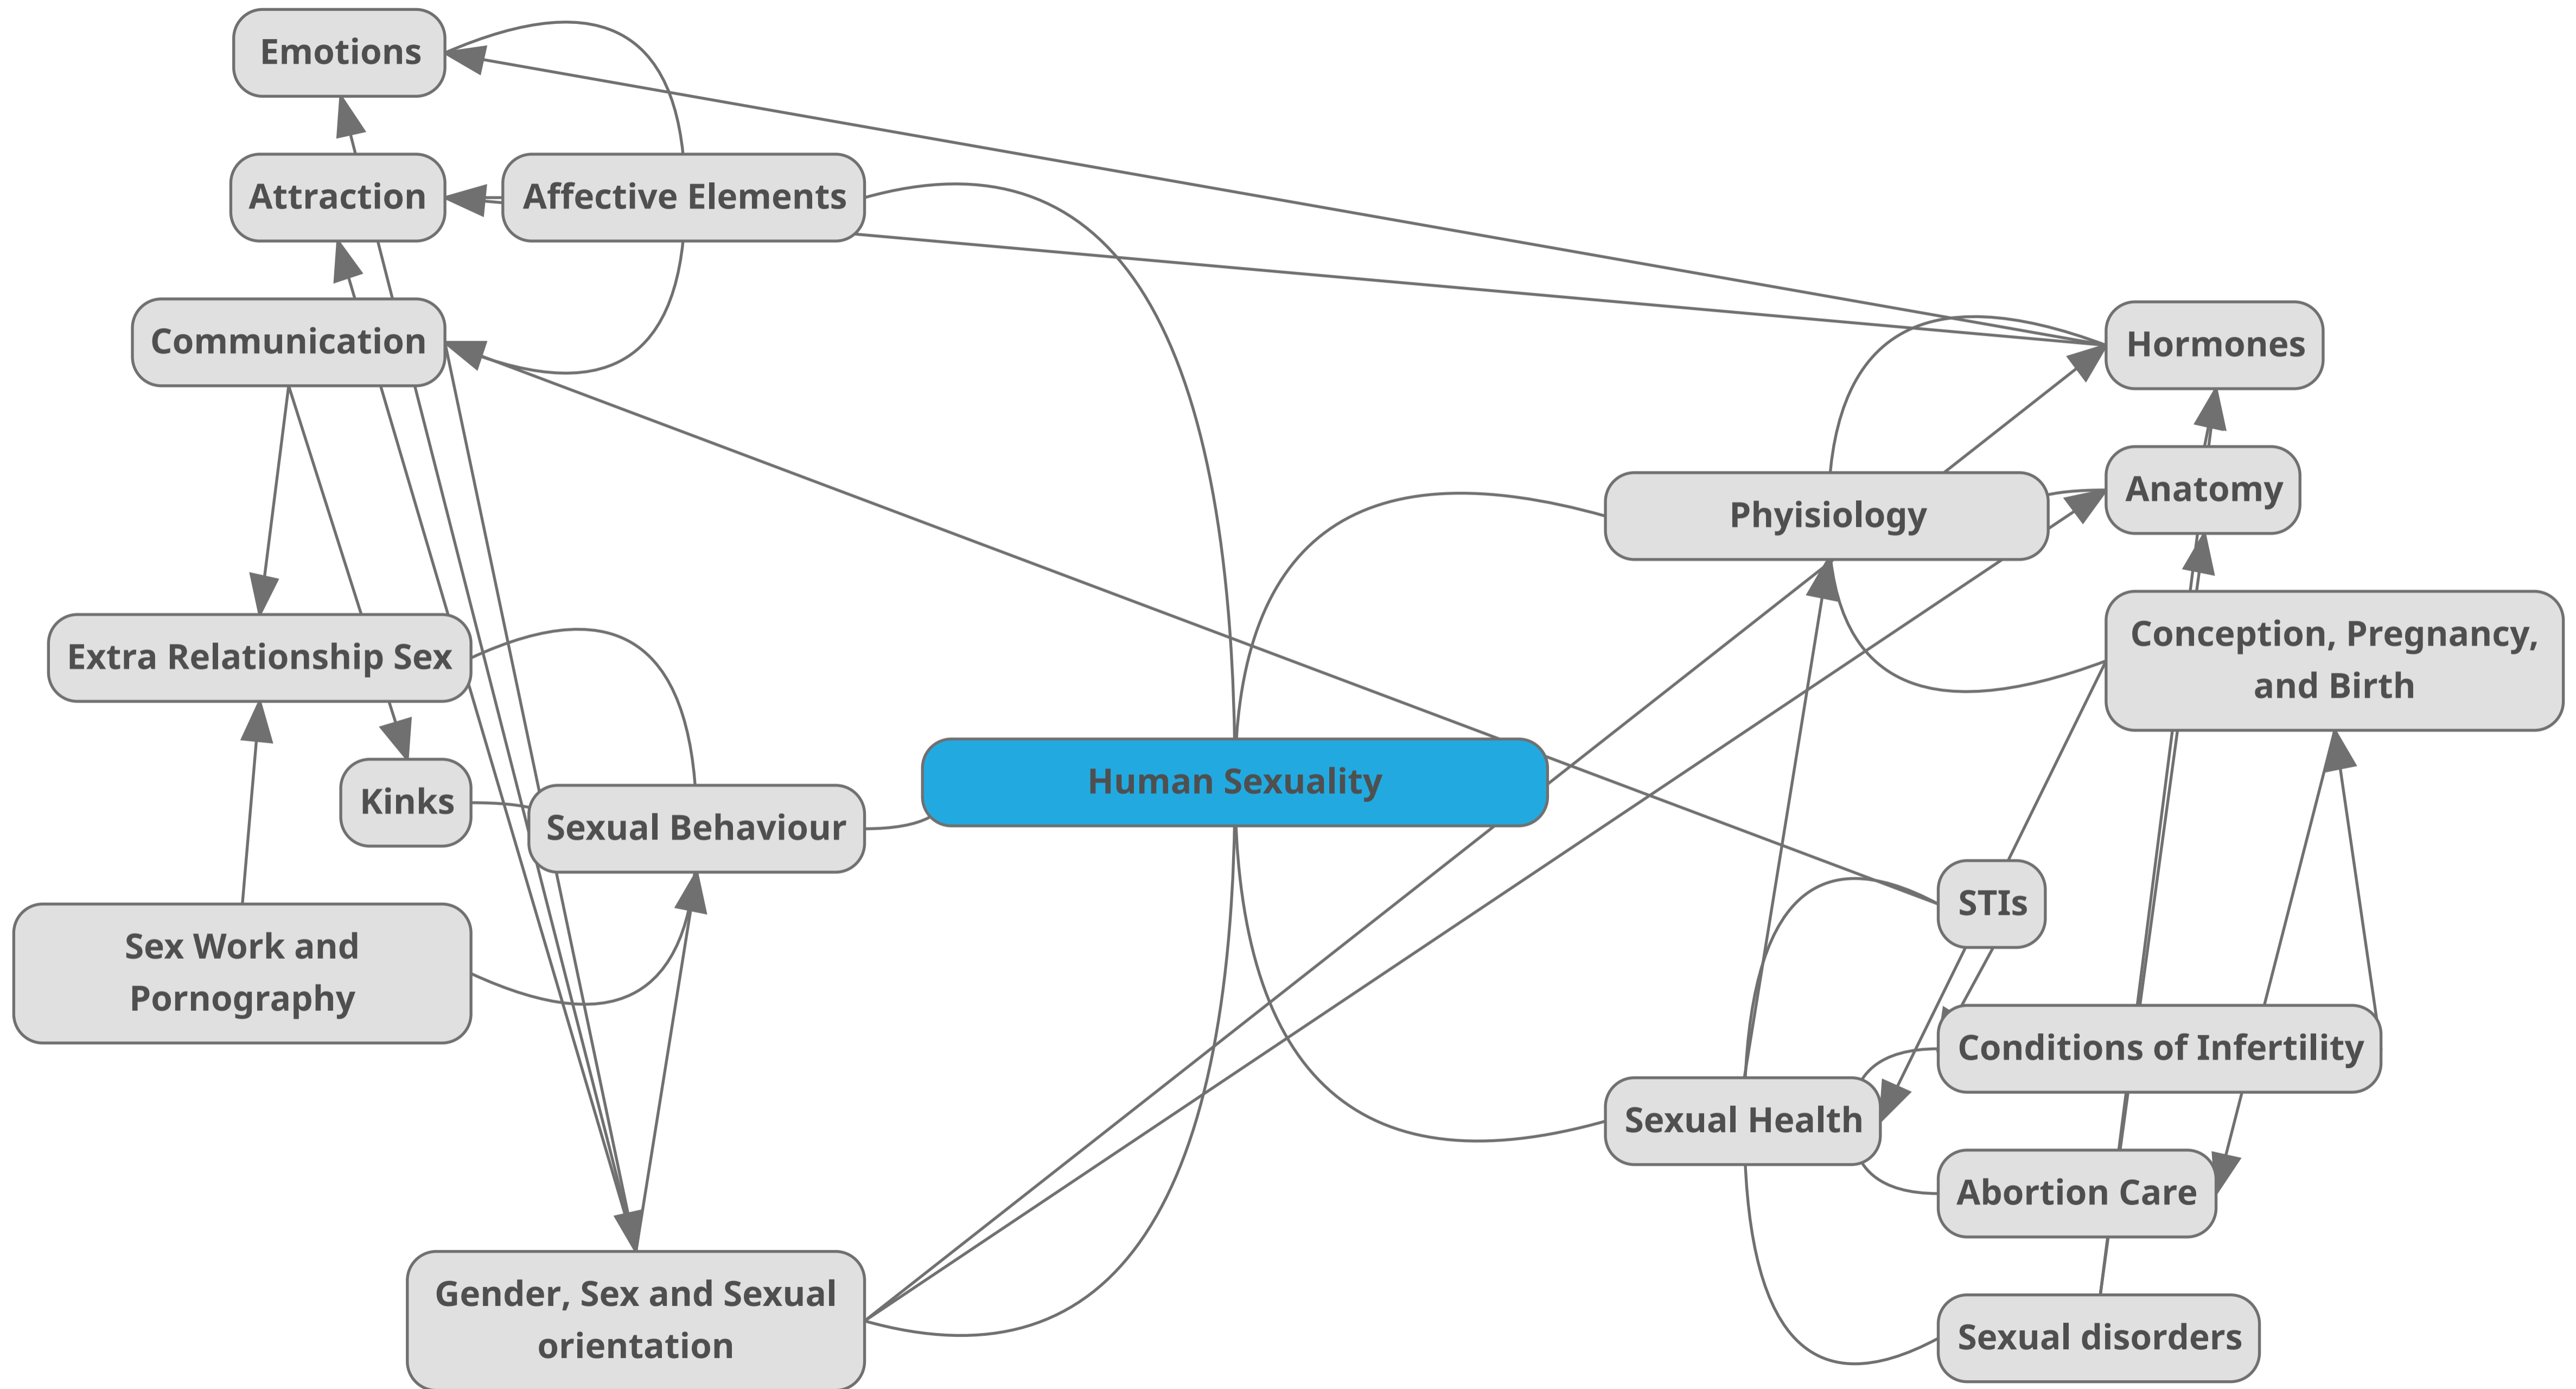 Emotions
Attraction
Affective Elements
Communication
Hormones
Anatomy
Phyisiology
Conception, Pregnancy,
and Birth
Extra Relationship Sex
Kinks
Sexual Behaviour
Human Sexuality
Sex Work and
Pornography
STIs
Conditions of Infertility
Sexual Health
Abortion Care
Gender, Sex and Sexual
orientation
Sexual disorders